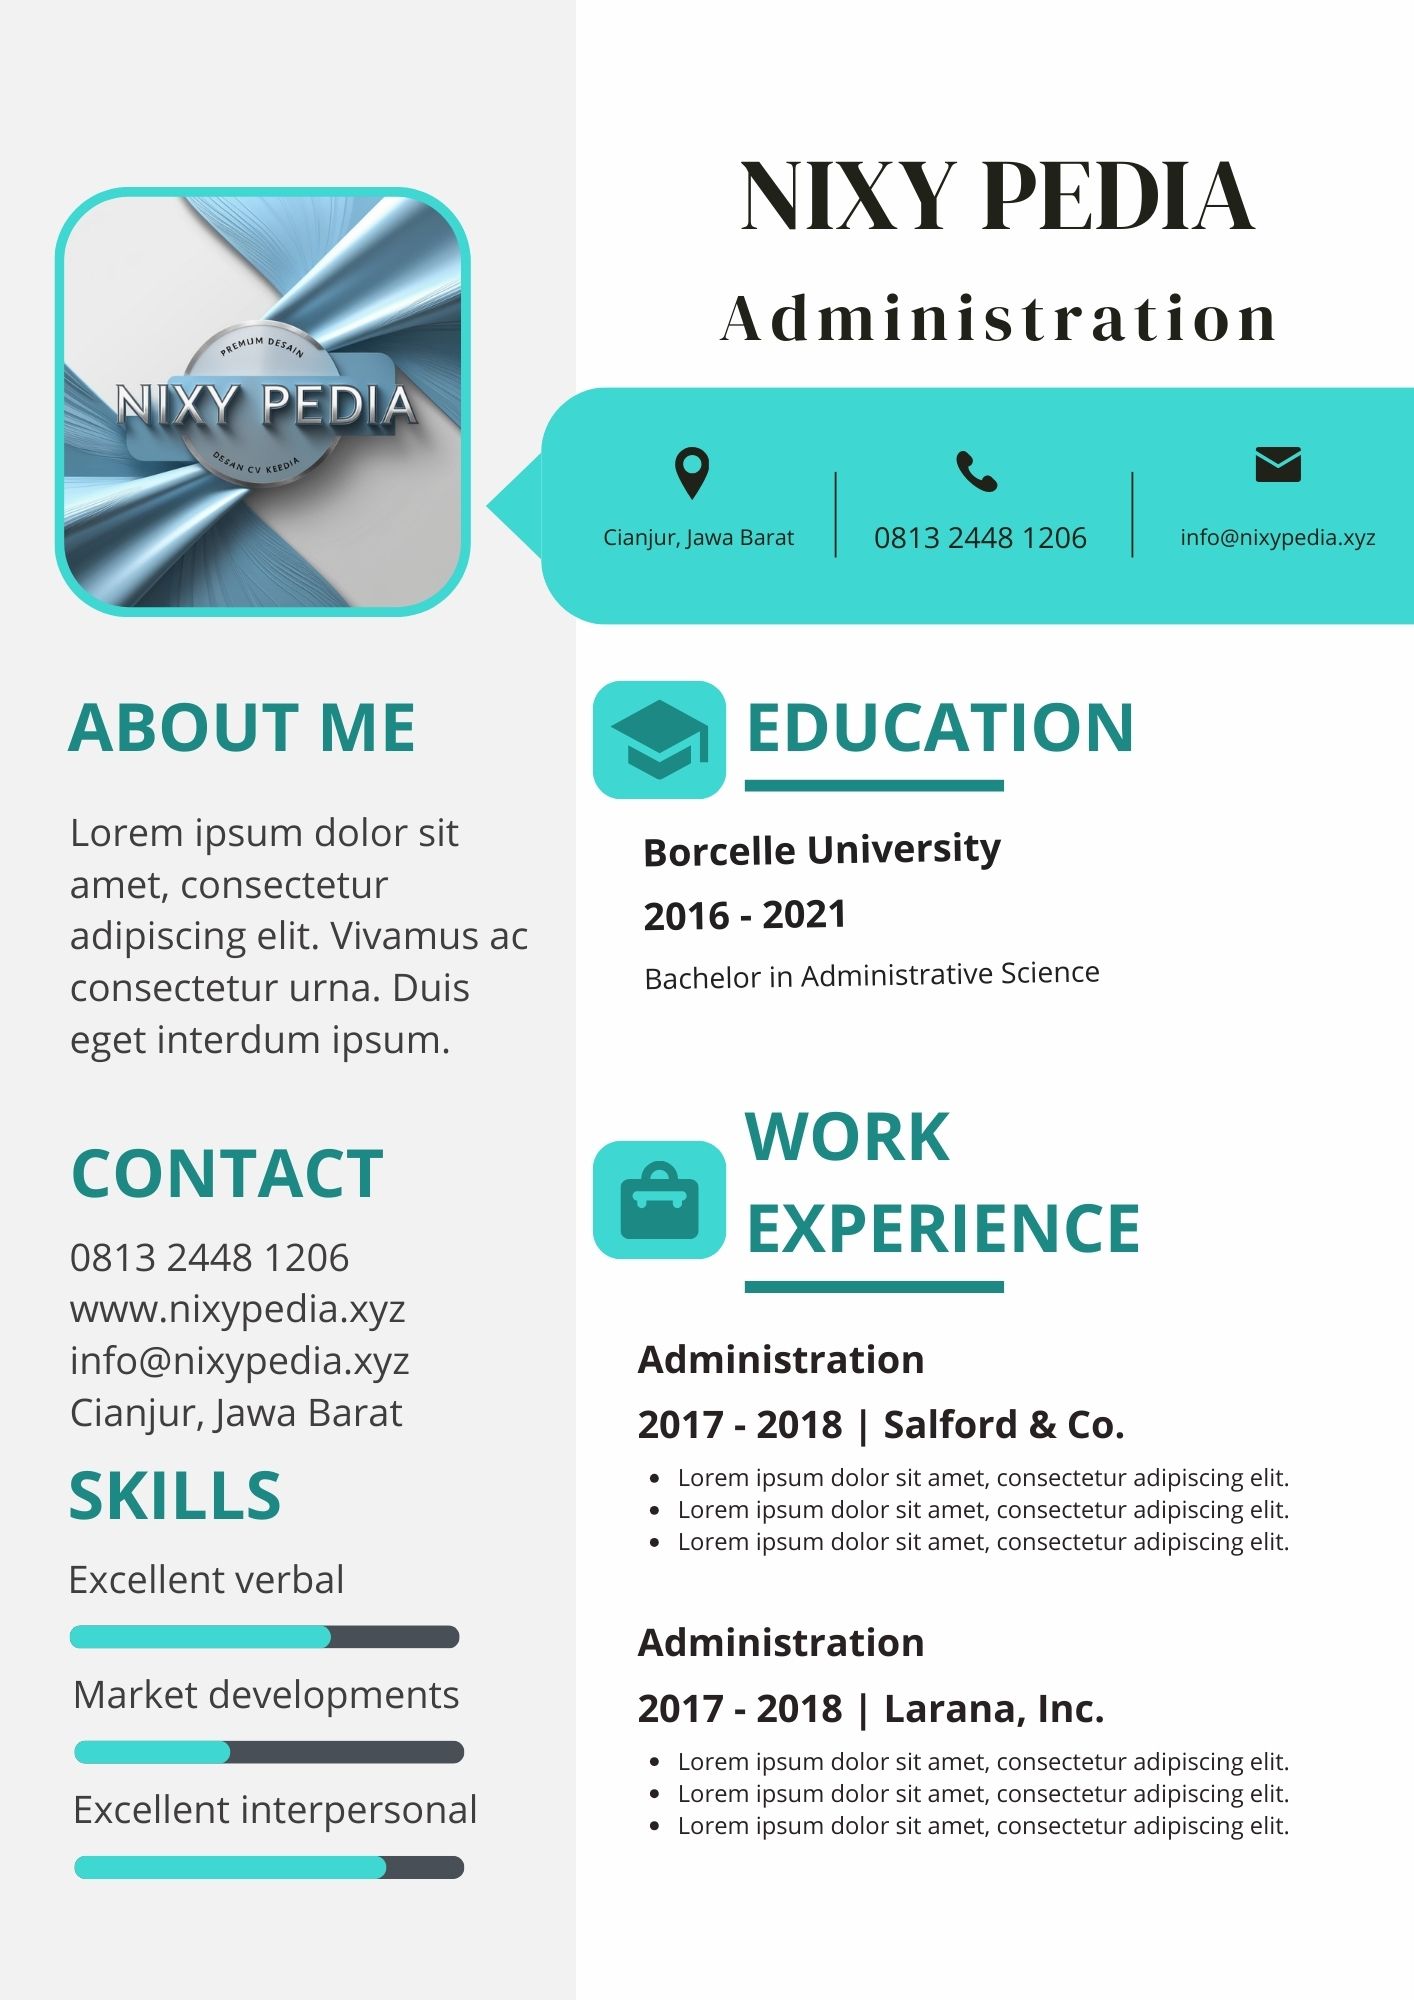 NIXY PEDIA
Administration
PREMIUM DESAIN
NIXY PEDIA
DESAN CV KEEDIA
Cianjur, Jawa Barat
0813 2448 1206
info@nixypedia.xyz
ABOUT ME
Lorem ipsum dolor sit
amet, consectetur
adipiscing elit. Vivamus ac
consectetur urna. Duis
eget interdum ipsum.
CONTACT
0813 2448 1206
www.nixypedia.xyz
info@nixypedia.xyz
Cianjur, Jawa Barat
SKILLS
Excellent verbal
Market developments
Excellent interpersonal
EDUCATION
Borcelle University
2016 - 2021
Bachelor in Administrative Science
WORK
EXPERIENCE
Administration
2017 - 2018 | Salford & Co.
• Lorem ipsum dolor sit amet, consectetur adipiscing elit.
• Lorem ipsum dolor sit amet, consectetur adipiscing elit.
• Lorem ipsum dolor sit amet, consectetur adipiscing elit.
Administration
2017 - 2018 | Larana, Inc.
• Lorem ipsum dolor sit amet, consectetur adipiscing elit.
• Lorem ipsum dolor sit amet, consectetur adipiscing elit.
• Lorem ipsum dolor sit amet, consectetur adipiscing elit.